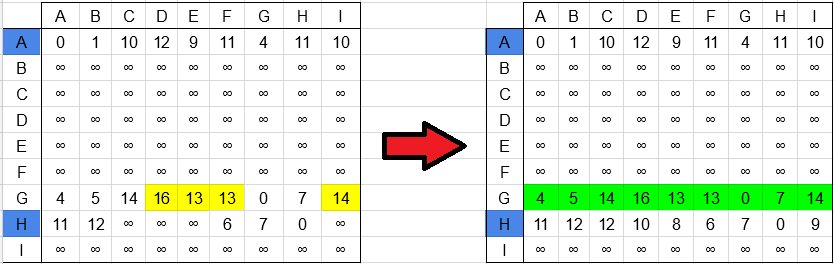 A B C D E F G H I A B C D E F G H I
A 0 1 10 12 9 11 4 11 10 A 0 1 10 12 9 11 4 11 10
B ∞ ∞ ∞ ∞ ∞ ∞ ∞ ∞ ∞ B ∞ ∞ ∞ ∞ ∞ ∞ ∞ ∞ ∞
C ∞ ∞ ∞ ∞ ∞ ∞ ∞ ∞ ∞ C ∞ ∞ ∞ ∞ ∞ ∞ ∞ ∞ ∞
D ∞ ∞ ∞ ∞ ∞ ∞ ∞ ∞ ∞ D ∞ ∞ ∞ ∞ ∞ ∞ ∞ ∞ ∞
E ∞ ∞ ∞ ∞ ∞ ∞ ∞ ∞ ∞ E ∞ ∞ ∞ ∞ ∞ ∞ ∞ ∞ ∞
F ∞ ∞ ∞ ∞ ∞ ∞ ∞ ∞ ∞ F ∞ ∞ ∞ ∞ ∞ ∞ ∞ ∞ ∞
G 4 5 14 16 13 13 0 7 14 G 4 5 14 16 13 13 0 7 14
H 11 12 ∞ ∞ ∞ 6 7 0 ∞ H 11 12 12 10 8 6 7 0 9
I ∞ ∞ ∞ ∞ ∞ ∞ ∞ ∞ ∞ I ∞ ∞ ∞ ∞ ∞ ∞ ∞ ∞ ∞